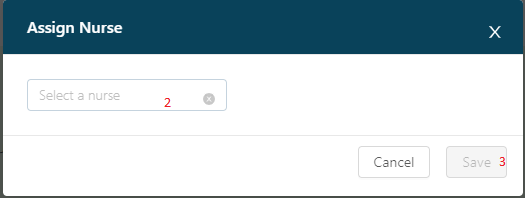 Assign Nurse X
Select a nurse 2 x
Cancel Save 3